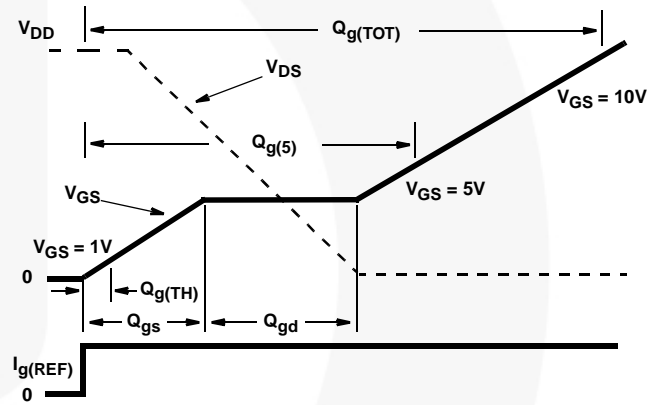 V_DD
Q_g(TOT)
V_DS
V_GS = 10V
Q_g(5)
V_GS
V_GS = 5V
V_GS = 1V
0
Q_g(TH)
Q_gs
Q_gd
I_g(REF)
0